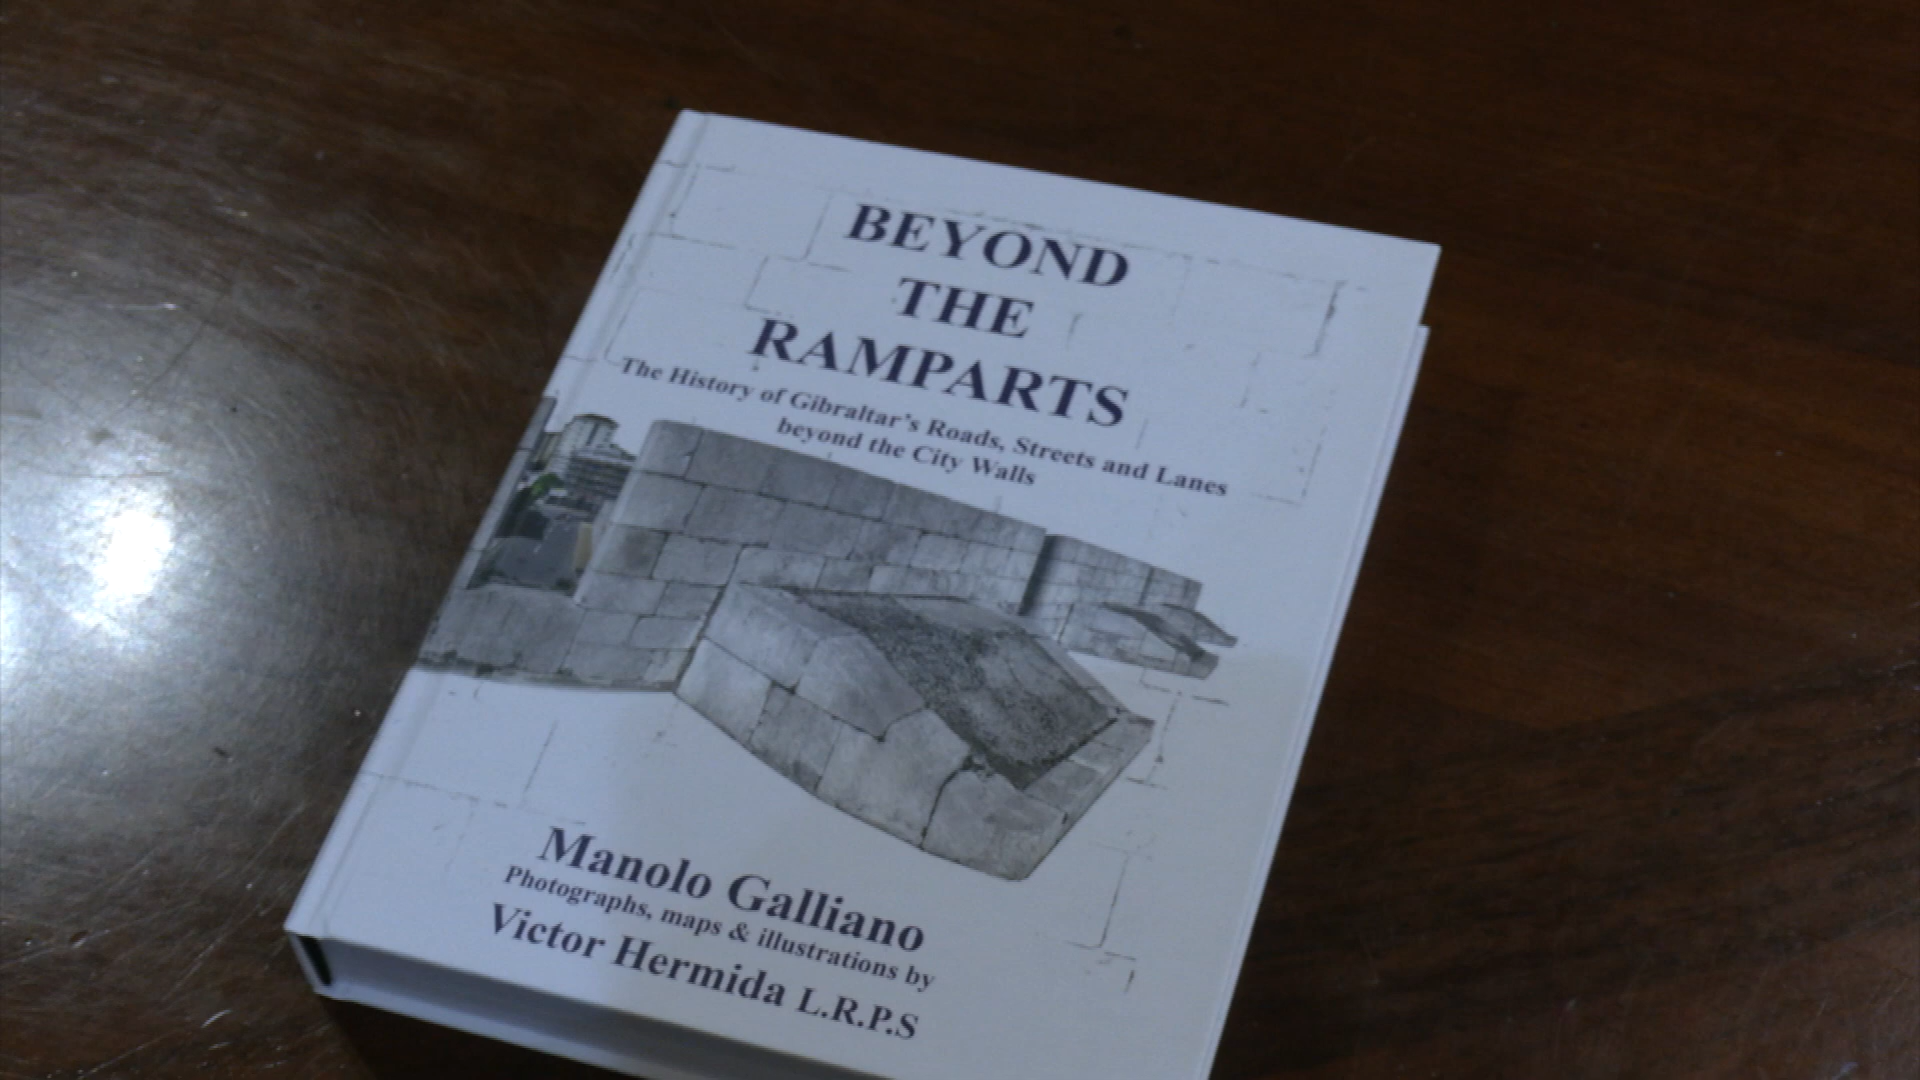 BEYOND
THE
RAMPARTS
The History of Gibraltar's Roads, Streets and Lanes
beyond the City Walls
Manolo Galliano
Photographs, maps & illustrations by
Victor Hermida L.R.P.S